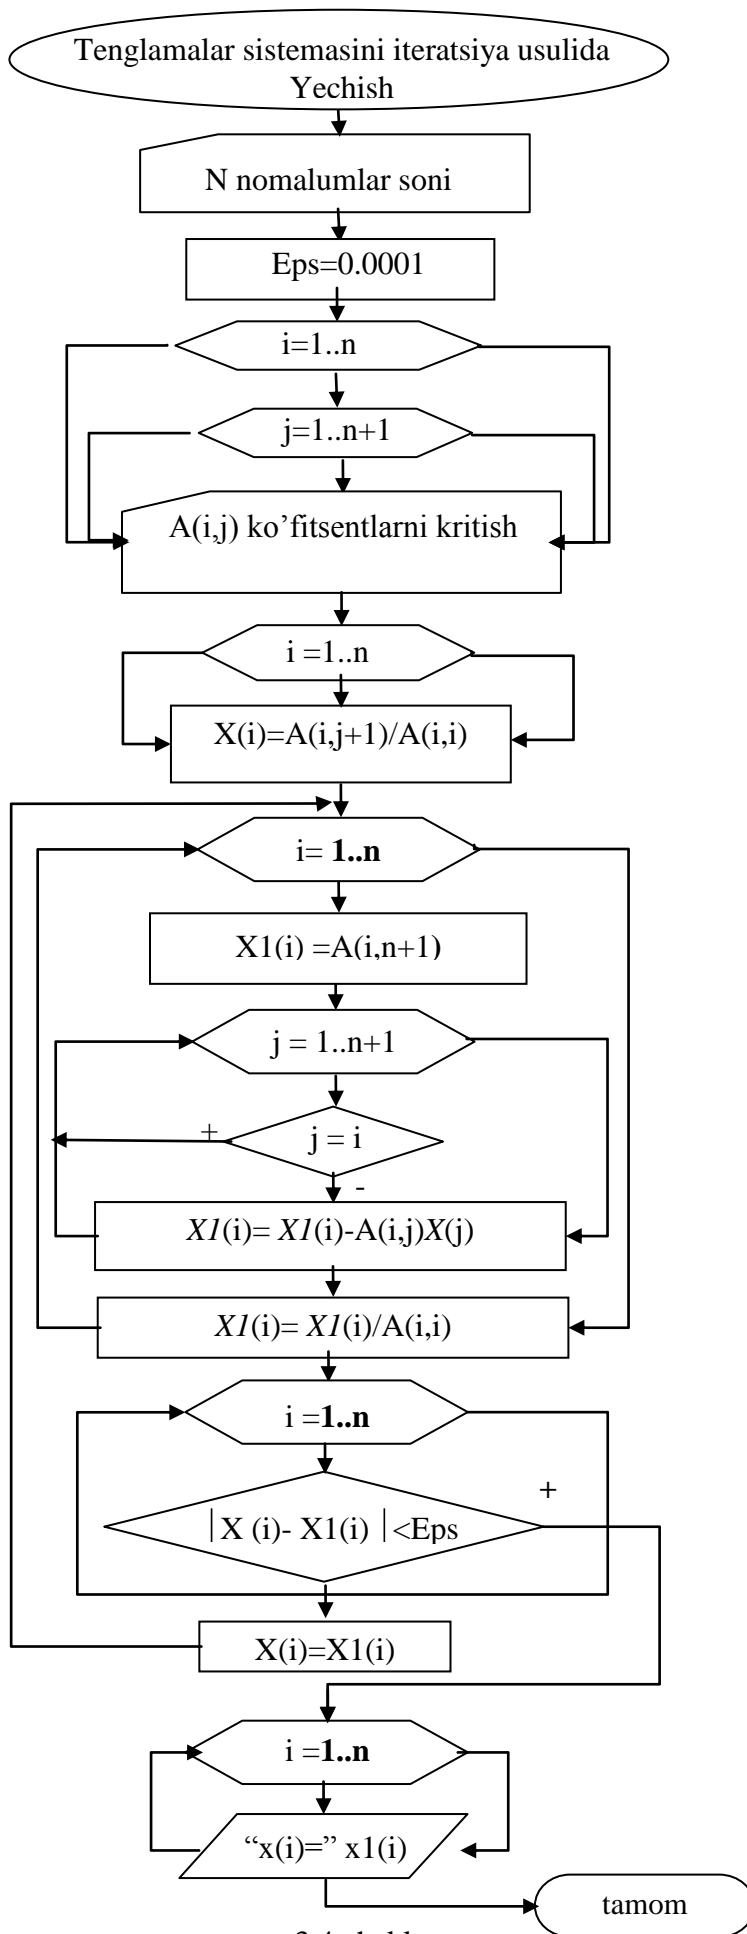 Tenglamalar sistemasini iteratsiya usulida
Yechish
N nomalumlar soni
Eps=0.0001
i=1..n
j=1..n+1
A(i,j) ko’fitsentlarni kritish
i =1..n
X(i)=A(i,j+1)/A(i,i)
i= 1..n
X1(i) =A(i,n+1)
j = 1..n+1
+
j = i
-
X1(i)= X1(i)-A(i,j)X(j)
X1(i)= X1(i)/A(i,i)
i =1..n
+
|X (i)- X1(i) |<Eps
X(i)=X1(i)
i =1..n
“x(i)=” x1(i)
tamom